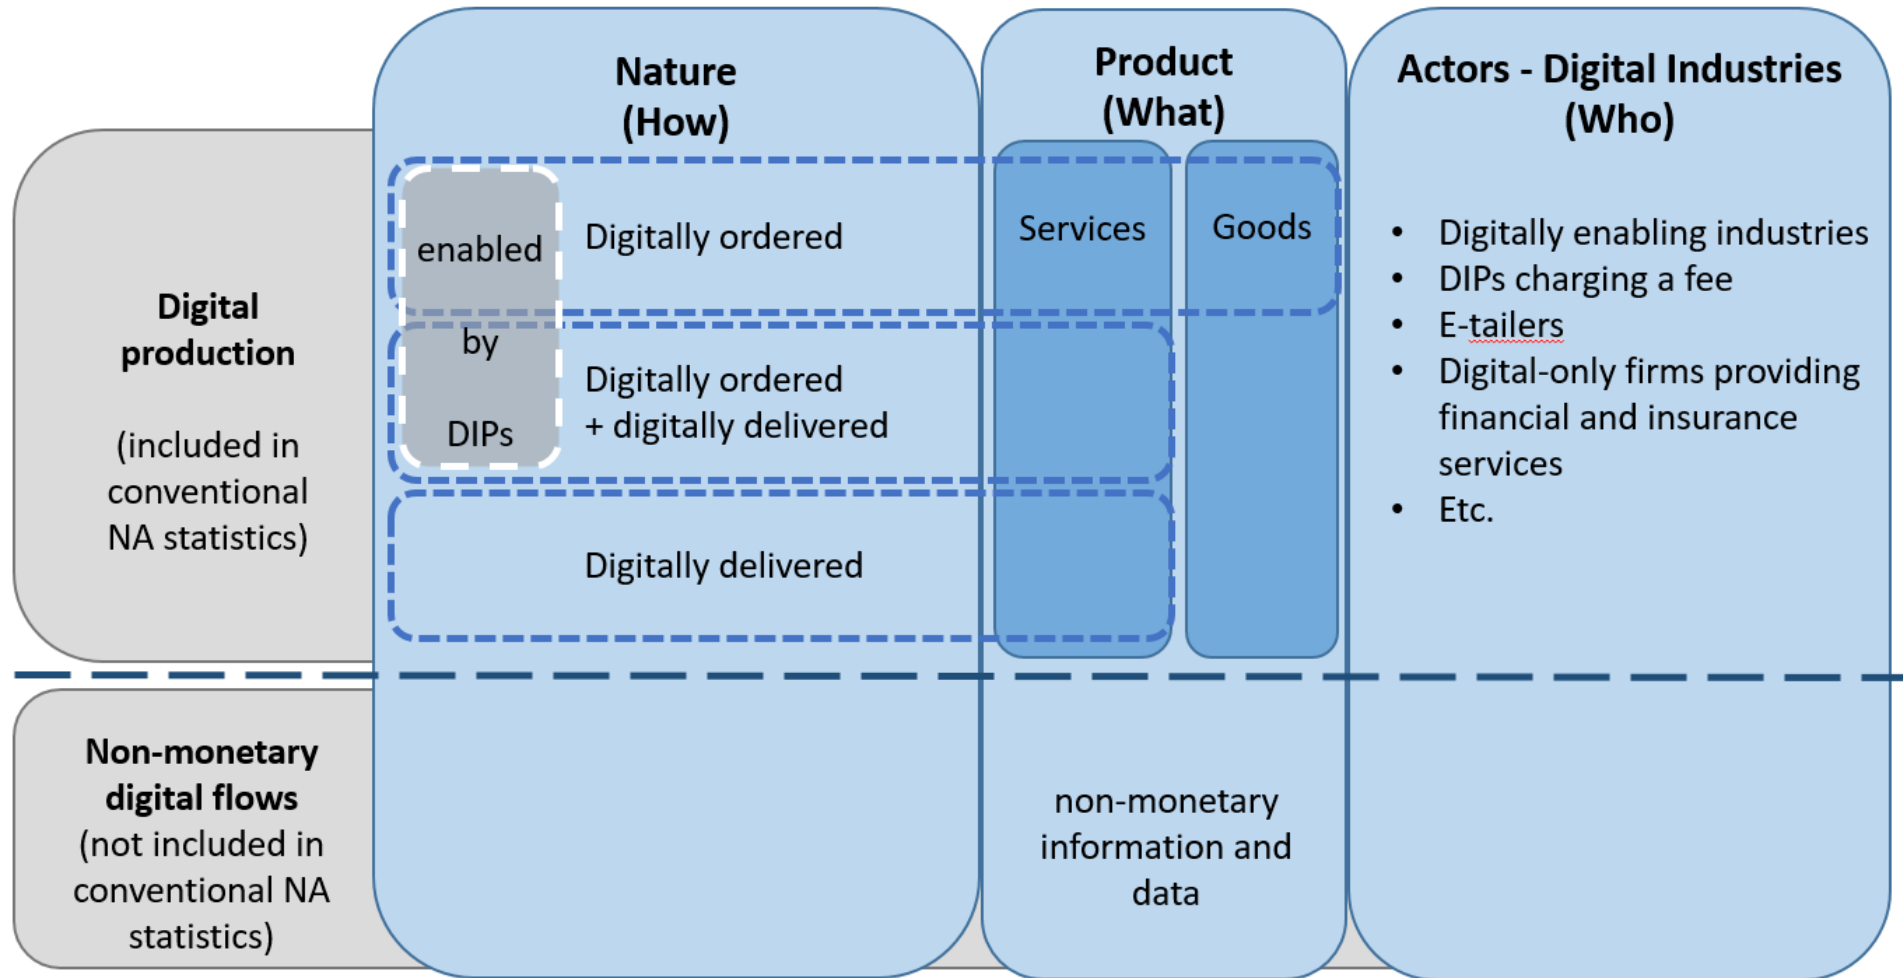 Nature
(How)
Product
(What)
Actors - Digital Industries
(Who)
Digital
production
(included in
conventional
NA statistics)
enabled
by
DIPs
Digitally ordered
Digitally ordered
+ digitally delivered
Digitally delivered
Services
Goods
• Digitally enabling industries
• DIPs charging a fee
• E-tailers
• Digital-only firms providing
financial and insurance
services
• Etc.
Non-monetary
digital flows
(not included in
conventional NA
statistics)
non-monetary
information and
data